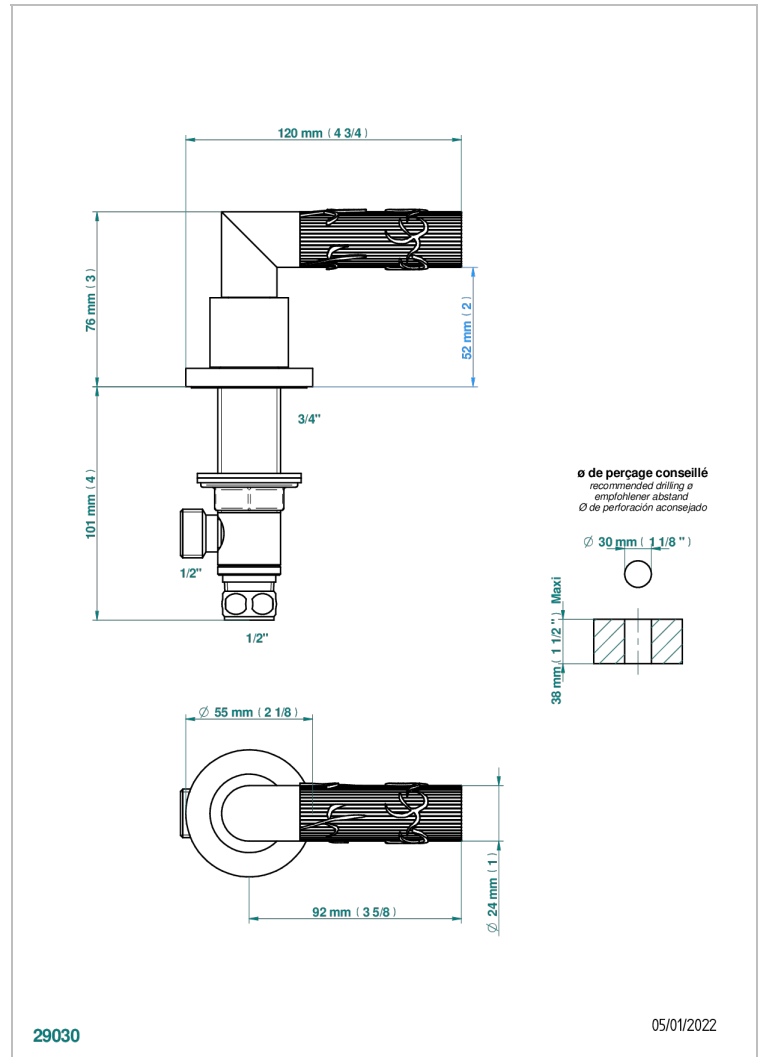 120 mm ( 4 3/4 )
76 mm ( 3 )
52 mm ( 2 )
3/4"
101 mm ( 4 )
1/2"
1/2"
ø de perçage conseillé
recommended drilling ø
empfohlener abstand
Ø de perforación aconsejado
∅ 30 mm ( 1 1/8 " )
38 mm ( 1 1/2 " ) Maxi
∅ 55 mm ( 2 1/8 )
∅ 24 mm ( 1 )
92 mm ( 3 5/8 )
29030
05/01/2022